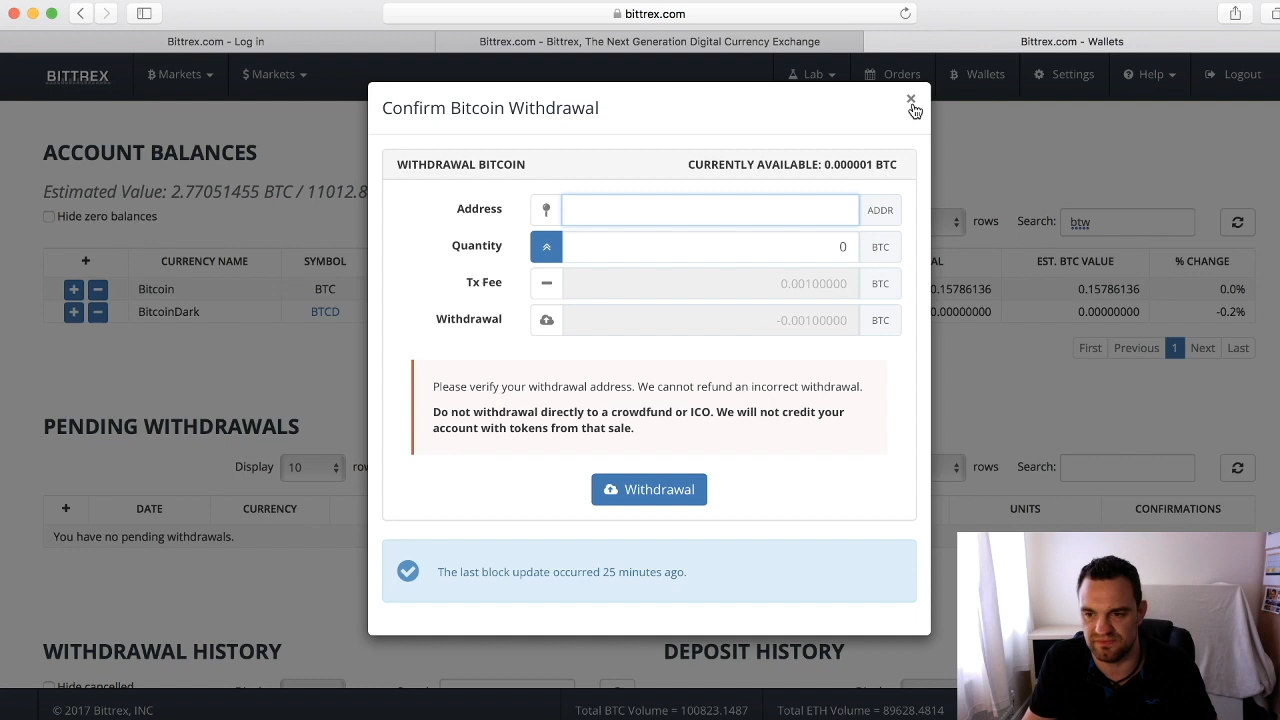 bittrex.com
Bittrex.com - Log in
Bittrex.com - Bittrex, The Next Generation Digital Currency Exchange
Bittrex.com - Wallets
BITTREX
Markets
$ Markets
Lab
Orders
Wallets
Settings
Help
Logout
Confirm Bitcoin Withdrawal
×
ACCOUNT BALANCES
Estimated Value: 2.77051455 BTC / 11012.8
Hide zero balances
rows
Search:
btw
+
CURRENCY NAME
SYMBOL
AL
EST. BTC VALUE
% CHANGE
Bitcoin
BTC
0.15786136
0.15786136
0.0%
BitcoinDark
BTCD
0.00000000
0.00000000
-0.2%
First
Previous
1
Next
Last
WITHDRAWAL BITCOIN
CURRENTLY AVAILABLE: 0.000001 BTC
Address
ADDR
Quantity
0
BTC
Tx Fee
0.00100000
BTC
Withdrawal
-0.00100000
BTC
Please verify your withdrawal address. We cannot refund an incorrect withdrawal.
Do not withdrawal directly to a crowdfund or ICO. We will not credit your
account with tokens from that sale.
Withdrawal
The last block update occurred 25 minutes ago.
PENDING WITHDRAWALS
Display
10
rows
Search:
+
DATE
CURRENCY
UNITS
CONFIRMATIONS
You have no pending withdrawals.
WITHDRAWAL HISTORY
Hide cancelled
DEPOSIT HISTORY
© 2017 Bittrex, INC
Total BTC Volume = 100823.1487
Total ETH Volume = 89628.4814